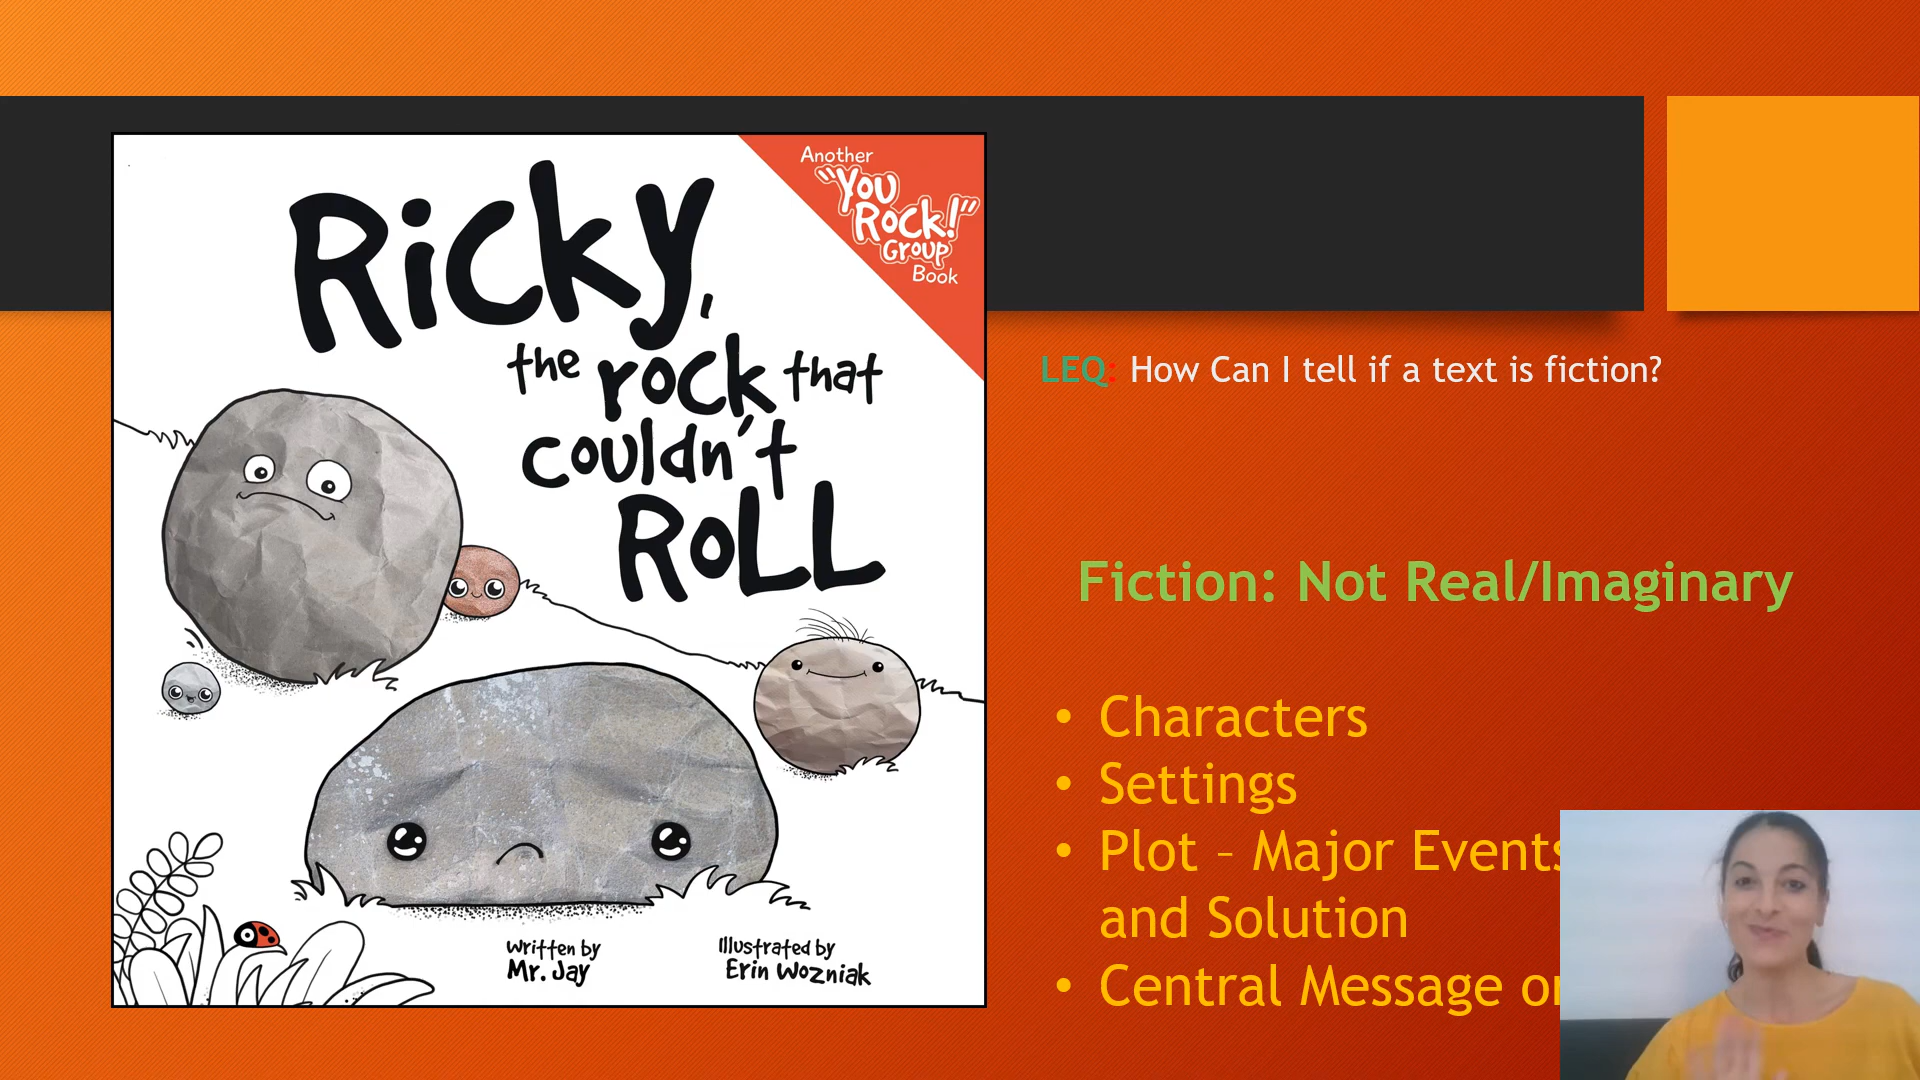 Another
"You
Rock!"
Group
Book
Ricky,
the rock that
couldn't
RoLL
Written by
Mr. Jay
Illustrated by
Erin Wozniak
LEQ: How Can I tell if a text is fiction?
Fiction: Not Real/Imaginary
• Characters
• Settings
• Plot – Major Events
and Solution
• Central Message or